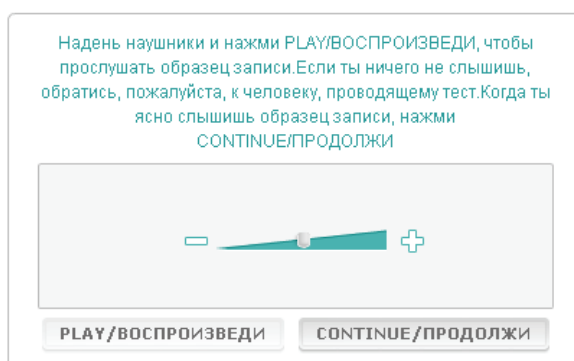 Надень наушники и нажми PLAY/ВОСПРОИЗВЕДИ, чтобы
прослушать образец записи.Если ты ничего не слышишь,
обратись, пожалуйста, к человеку, проводящему тест.Когда ты
ясно слышишь образец записи, нажми
CONTINUE/ПРОДОЛЖИ
PLAY/ВОСПРОИЗВЕДИ CONTINUE/ПРОДОЛЖИ